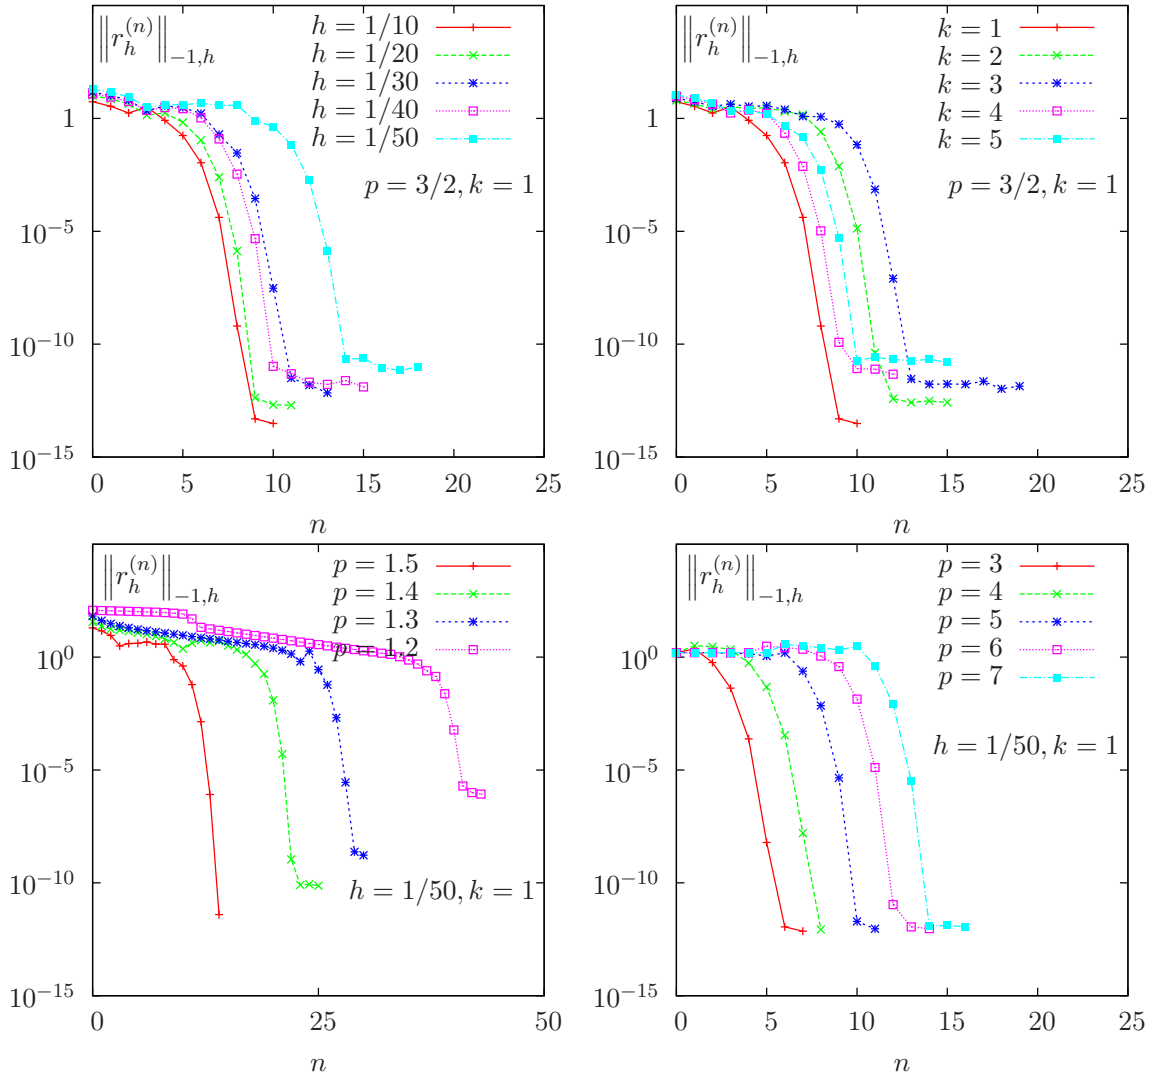 ‖r_h^(n)‖_−1,h
h = 1/10
h = 1/20
h = 1/30
h = 1/40
h = 1/50
p = 3/2, k = 1
1
10^−5
10^−10
10^−15
0 5 10 15 20 25
n
‖r_h^(n)‖_−1,h
k = 1
k = 2
k = 3
k = 4
k = 5
p = 3/2, k = 1
1
10^−5
10^−10
10^−15
0 5 10 15 20 25
n
‖r_h^(n)‖_−1,h
p = 1.5
p = 1.4
p = 1.3
p = 1.2
h = 1/50, k = 1
10^0
10^−5
10^−10
10^−15
0 25 50
n
‖r_h^(n)‖_−1,h
p = 3
p = 4
p = 5
p = 6
p = 7
h = 1/50, k = 1
10^0
10^−5
10^−10
10^−15
0 5 10 15 20 25
n